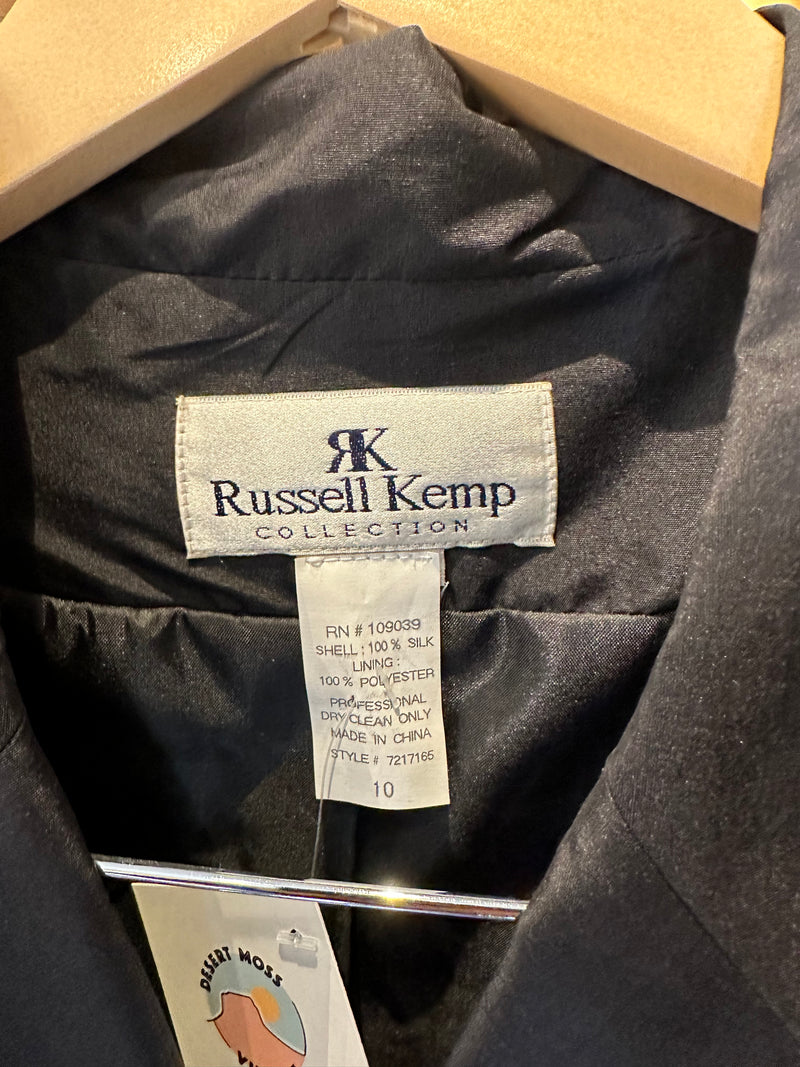 RK
Russell Kemp
COLLECTION
RN # 109039
SHELL: 100% SILK
LINING:
100% POLYESTER
PROFESSIONAL
DRY CLEAN ONLY
MADE IN CHINA
STYLE # 7217165
10
DESERT MOSS